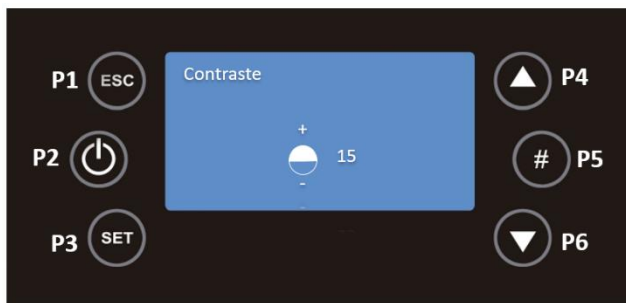 Contraste
P1 ESC
▲ P4
+
P2
15
# P5
-
P3 SET
▼ P6